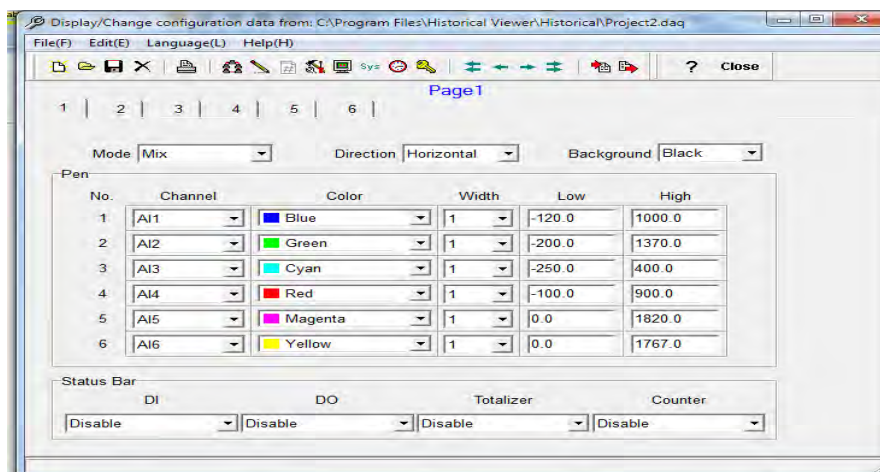 Display/Change configuration data from: C:\Program Files\Historical Viewer\Historical\Project2.daq
File(F) Edit(E) Language(L) Help(H)
Sys ? Close
Page1
1 2 3 4 5 6
Mode Mix Direction Horizontal Background Black
Pen
No. Channel Color Width Low High
1 AI1 Blue 1 -120.0 1000.0
2 AI2 Green 1 -200.0 1370.0
3 AI3 Cyan 1 -250.0 400.0
4 AI4 Red 1 -100.0 900.0
5 AI5 Magenta 1 0.0 1820.0
6 AI6 Yellow 1 0.0 1767.0
Status Bar
DI DO Totalizer Counter
Disable Disable Disable Disable